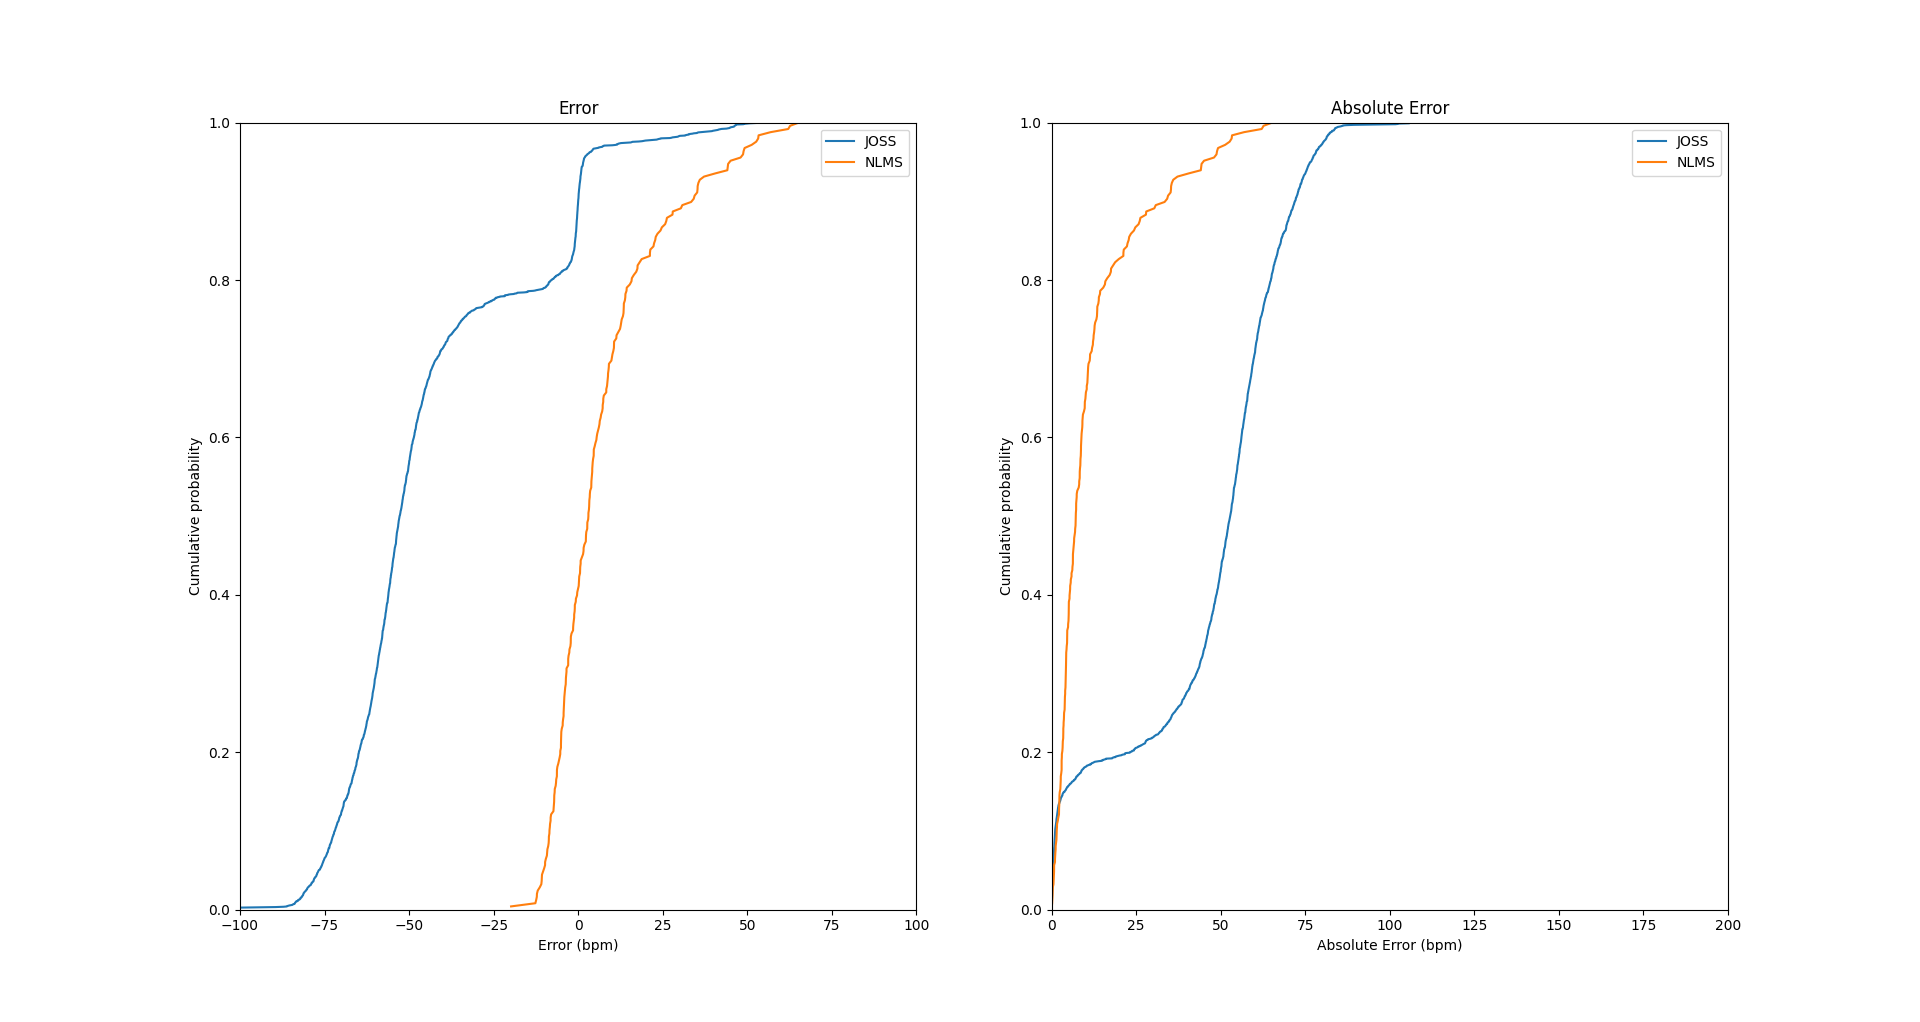 Error
Cumulative probability
1.0
0.8
0.6
0.4
0.2
0.0
JOSS
NLMS
−100 −75 −50 −25 0 25 50 75 100
Error (bpm)
Absolute Error
Cumulative probability
1.0
0.8
0.6
0.4
0.2
0.0
JOSS
NLMS
0 25 50 75 100 125 150 175 200
Absolute Error (bpm)